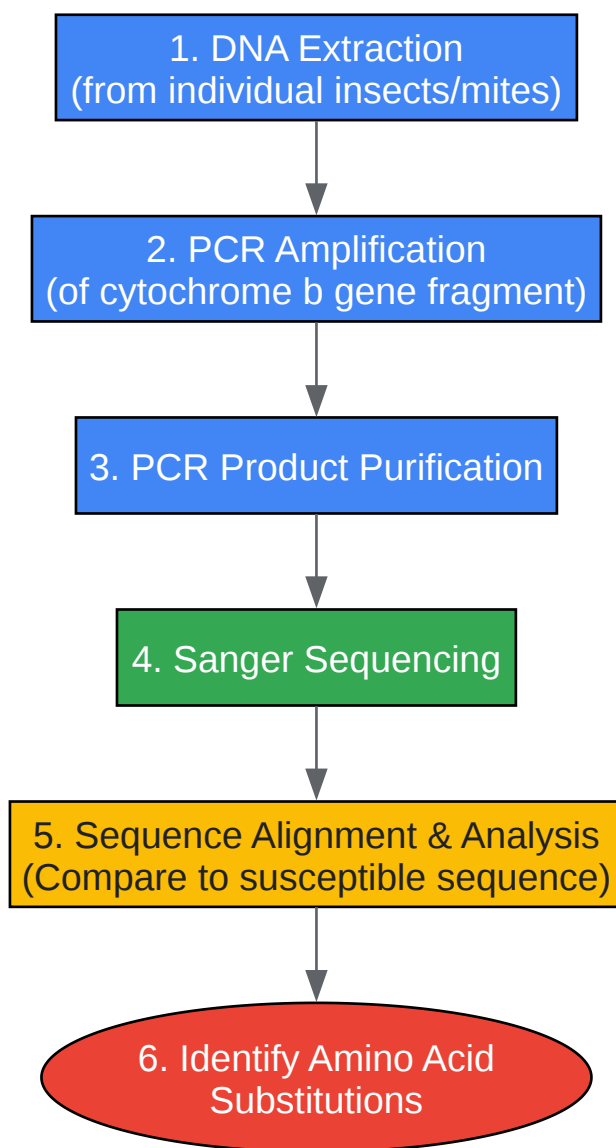 1. DNA Extraction
(from individual insects/mites)
2. PCR Amplification
(of cytochrome b gene fragment)
3. PCR Product Purification
4. Sanger Sequencing
5. Sequence Alignment & Analysis
(Compare to susceptible sequence)
6. Identify Amino Acid
Substitutions